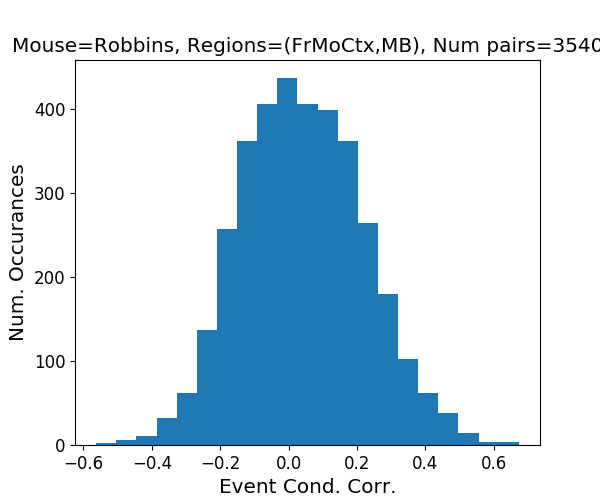 Mouse=Robbins, Regions=(FrMoCtx,MB), Num pairs=3540
400
300
200
100
0
Num. Occurances
−0.6 −0.4 −0.2 0.0 0.2 0.4 0.6
Event Cond. Corr.